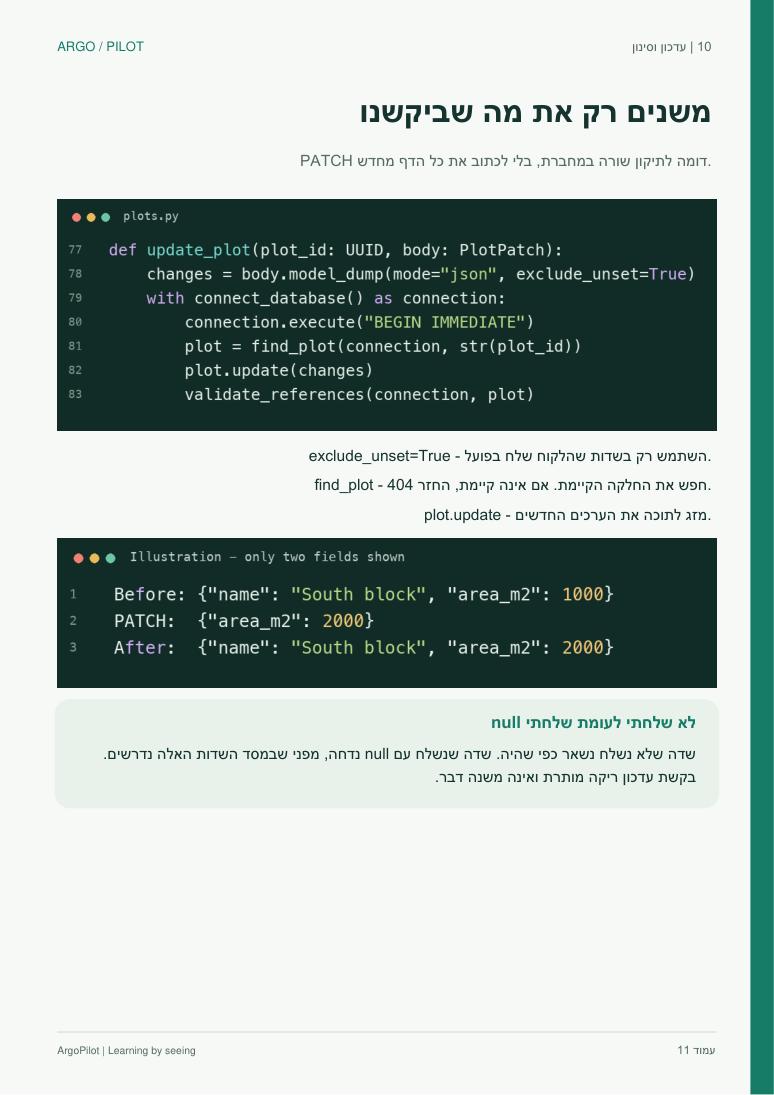 10 | עדכון וסינון
ARGO / PILOT
משנים רק את מה שביקשנו
PATCH דומה לתיקון שורה במחברת, בלי לכתוב את כל הדף מחדש.
plots.py
77 def update_plot(plot_id: UUID, body: PlotPatch):
78     changes = body.model_dump(mode="json", exclude_unset=True)
79     with connect_database() as connection:
80         connection.execute("BEGIN IMMEDIATE")
81         plot = find_plot(connection, str(plot_id))
82         plot.update(changes)
83         validate_references(connection, plot)
exclude_unset=True - השתמש רק בשדות שהלקוח שלח בפועל.
find_plot - חפש את החלקה הקיימת. אם אינה קיימת, החזר 404.
plot.update - מזג לתוכה את הערכים החדשים.
Illustration — only two fields shown
1 Before: {"name": "South block", "area_m2": 1000}
2 PATCH:  {"area_m2": 2000}
3 After:  {"name": "South block", "area_m2": 2000}
לא שלחתי לעומת שלחתי null
שדה שלא נשלח נשאר כפי שהיה. שדה שנשלח עם null נדחה, מפני שבמסד השדות האלה נדרשים.
בקשת עדכון ריקה מותרת ואינה משנה דבר.
עמוד 11
ArgoPilot | Learning by seeing